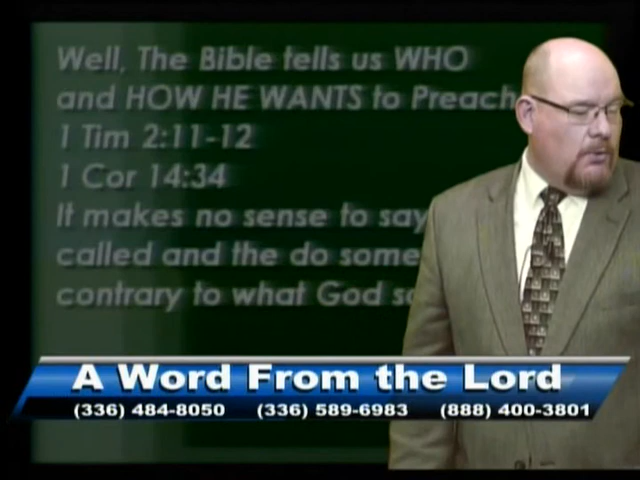 Well, The Bible tells us WHO
and HOW HE WANTS to Preach
1 Tim 2:11-12
1 Cor 14:34
It makes no sense to say
called and the do some
contrary to what God
A Word From the Lord
(336) 484-8050 (336) 589-6983 (888) 400-3801